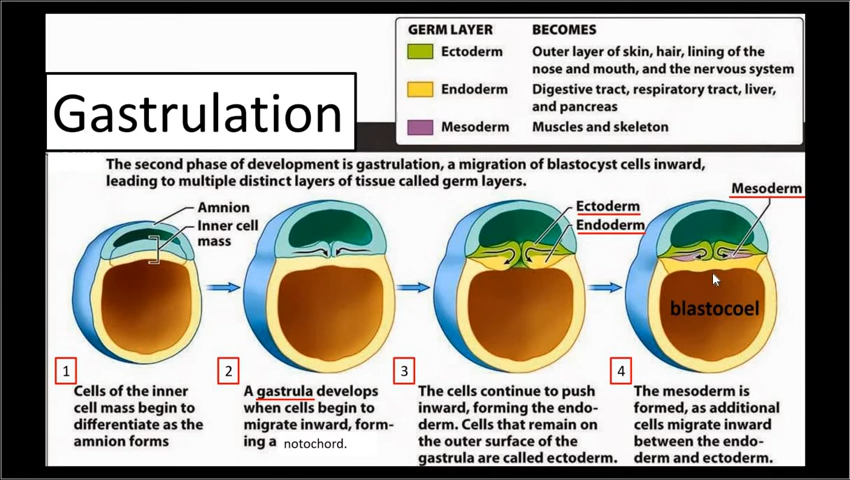 GERM LAYER BECOMES
Ectoderm Outer layer of skin, hair, lining of the
nose and mouth, and the nervous system
Endoderm Digestive tract, respiratory tract, liver,
and pancreas
Mesoderm Muscles and skeleton
Gastrulation
The second phase of development is gastrulation, a migration of blastocyst cells inward,
leading to multiple distinct layers of tissue called germ layers.
Amnion
Inner cell
mass
Ectoderm
Endoderm
Mesoderm
blastocoel
1
Cells of the inner
cell mass begin to
differentiate as the
amnion forms
2
A gastrula develops
when cells begin to
migrate inward, form-
ing a notochord.
3
The cells continue to push
inward, forming the endo-
derm. Cells that remain on
the outer surface of the
gastrula are called ectoderm.
4
The mesoderm is
formed, as additional
cells migrate inward
between the endo-
derm and ectoderm.